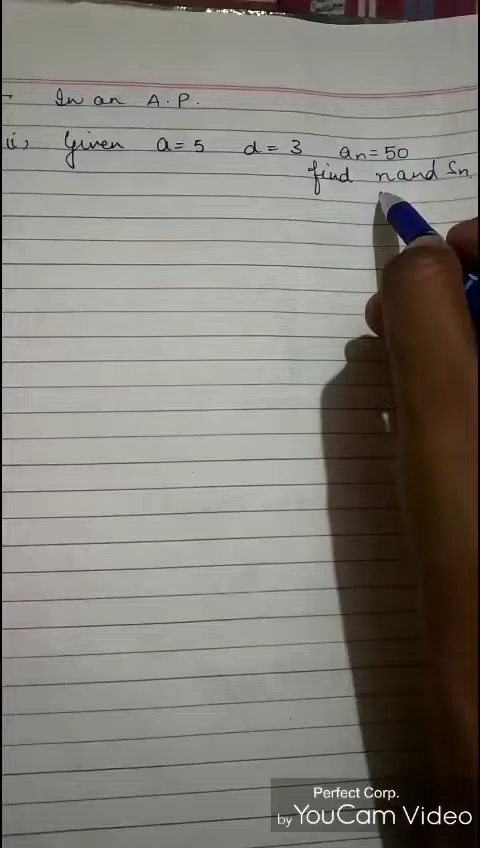 In an A.P.
(i) Given a = 5 d = 3 an = 50
find n and Sn
Perfect Corp.
by YouCam Video